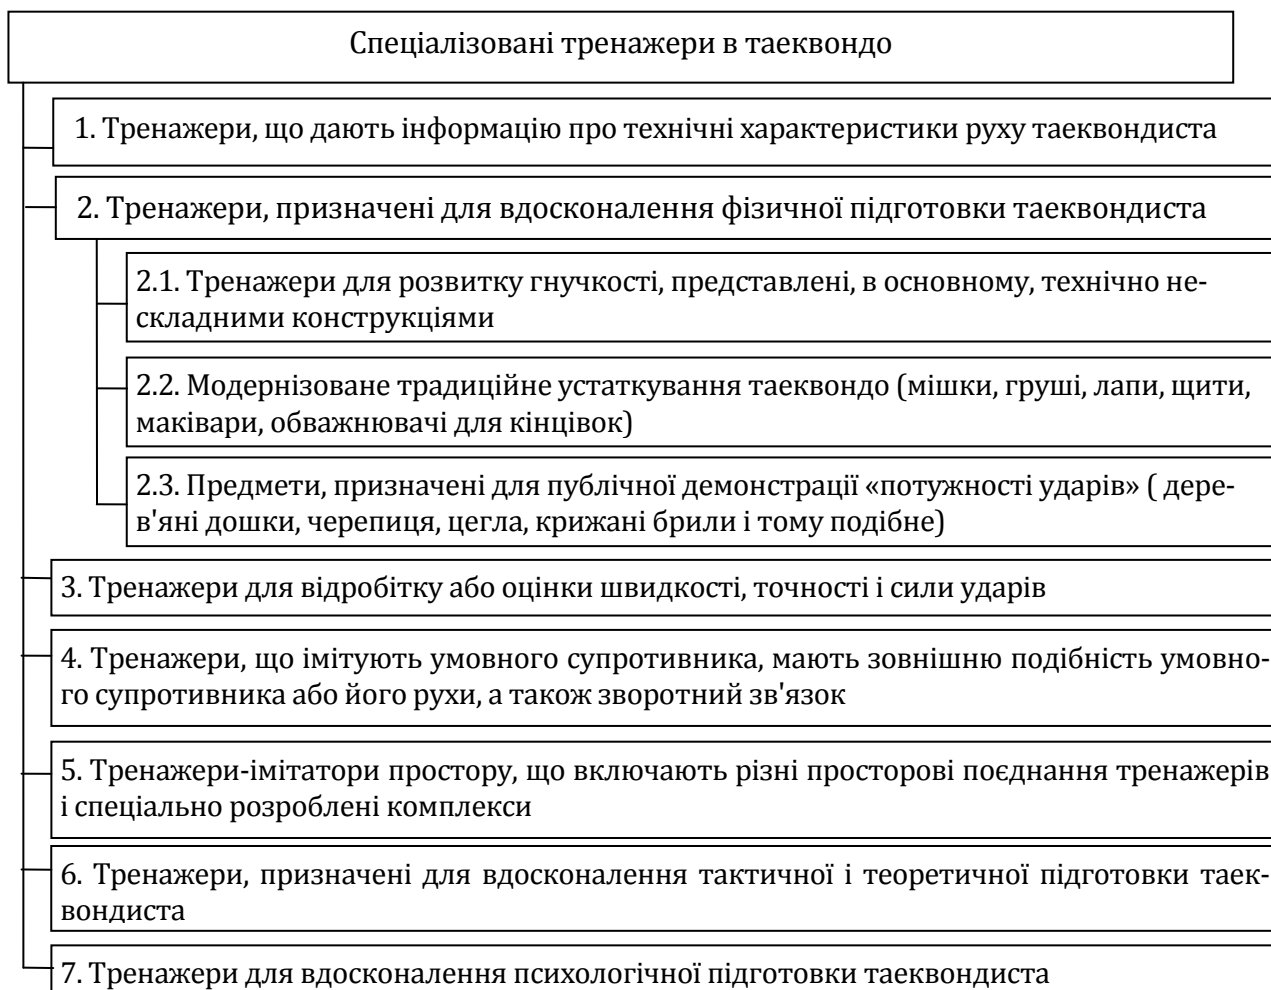 Спеціалізовані тренажери в таеквондо
1. Тренажери, що дають інформацію про технічні характеристики руху таеквондиста
2. Тренажери, призначені для вдосконалення фізичної підготовки таеквондиста
2.1. Тренажери для розвитку гнучкості, представлені, в основному, технічно не-
складними конструкціями
2.2. Модернізоване традиційне устаткування таеквондо (мішки, груші, лапи, щити,
маківари, обважнювачі для кінцівок)
2.3. Предмети, призначені для публічної демонстрації «потужності ударів» ( дере-
в'яні дошки, черепиця, цегла, крижані брили і тому подібне)
3. Тренажери для відробітку або оцінки швидкості, точності і сили ударів
4. Тренажери, що імітують умовного супротивника, мають зовнішню подібність умовно-
го супротивника або його рухи, а також зворотний зв'язок
5. Тренажери-імітатори простору, що включають різні просторові поєднання тренажерів
і спеціально розроблені комплекси
6. Тренажери, призначені для вдосконалення тактичної і теоретичної підготовки таек-
вондиста
7. Тренажери для вдосконалення психологічної підготовки таеквондиста